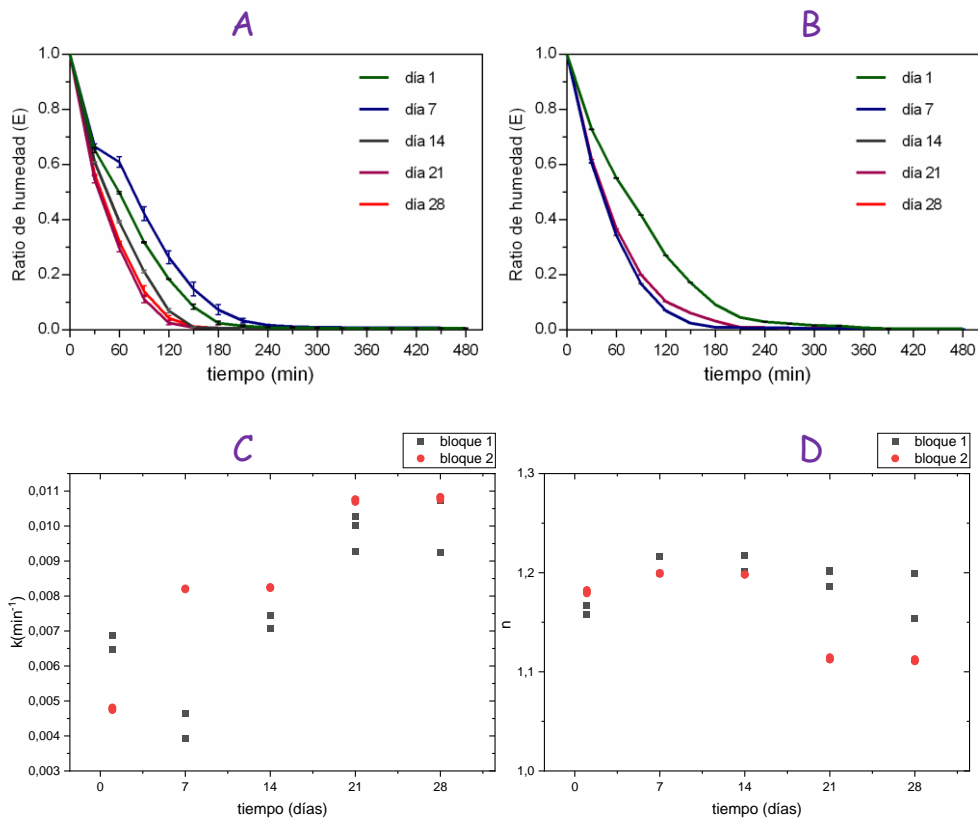 A
B
1.0
0.8
0.6
0.4
0.2
0.0
Ratio de humedad (E)
día 1
día 7
día 14
día 21
día 28
0
60
120
180
240
300
360
420
480
tiempo (min)
1.0
0.8
0.6
0.4
0.2
0.0
Ratio de humedad (E)
día 1
día 7
día 14
día 21
día 28
0
60
120
180
240
300
360
420
480
tiempo (min)
C
bloque 1
bloque 2
0,011
0,010
0,009
0,008
0,007
0,006
0,005
0,004
0,003
k(min⁻¹)
0
7
14
21
28
tiempo (días)
D
bloque 1
bloque 2
1,3
1,2
1,1
1,0
n
0
7
14
21
28
tiempo (días)